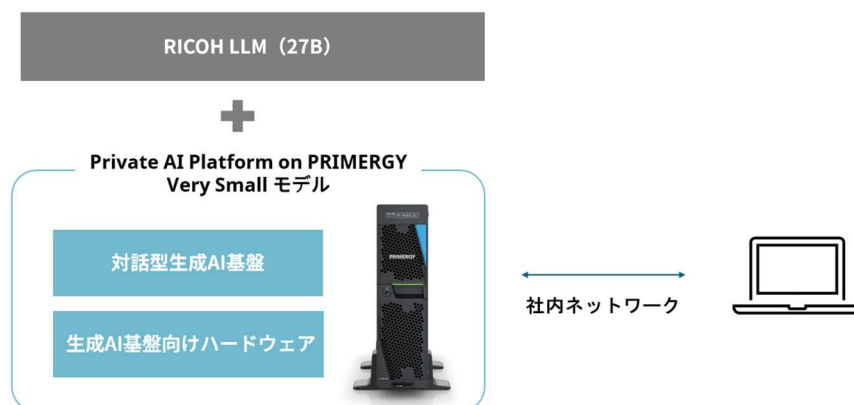 RICOH LLM（27B）
Private AI Platform on PRIMERGY
Very Small モデル
対話型生成AI基盤
生成AI基盤向けハードウェア
PRIMERGY
社内ネットワーク